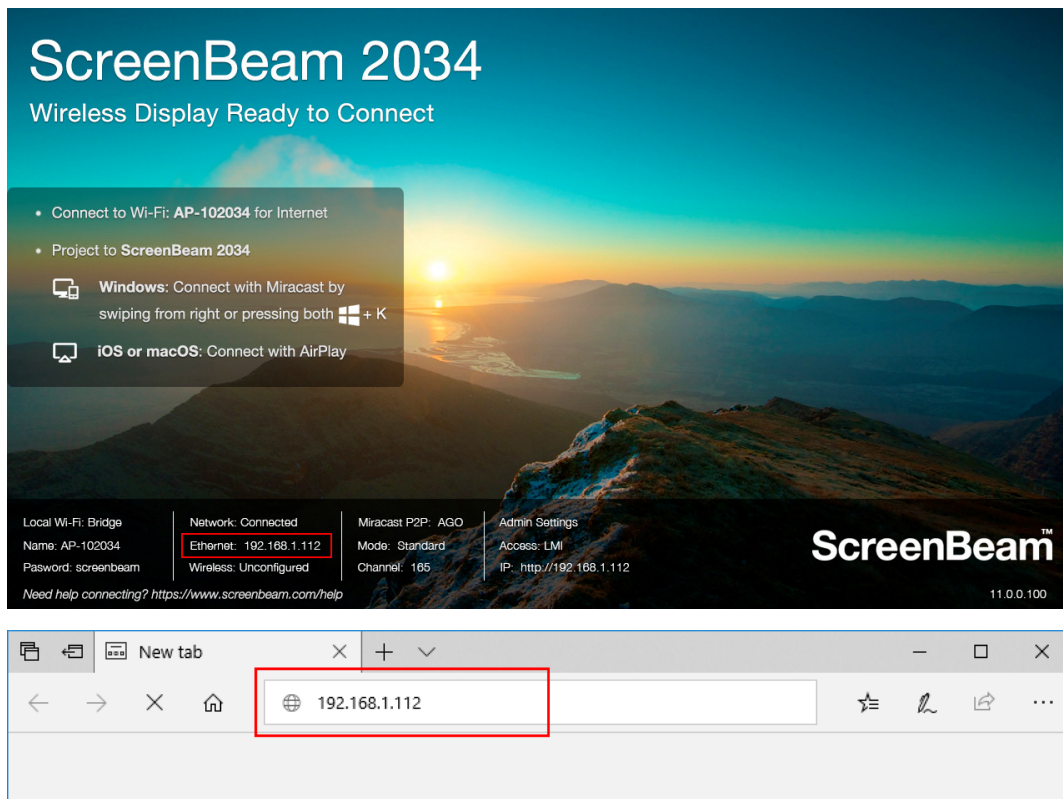 ScreenBeam 2034
Wireless Display Ready to Connect
• Connect to Wi-Fi: AP-102034 for Internet
• Project to ScreenBeam 2034
Windows: Connect with Miracast by
swiping from right or pressing both + K
iOS or macOS: Connect with AirPlay
Local Wi-Fi: Bridge
Name: AP-102034
Pasword: screenbeam
Network: Connected
Ethernet: 192.168.1.112
Wireless: Unconfigured
Miracast P2P: AGO
Mode: Standard
Channel: 165
Admin Settings
Access: LMI
IP: http://192.168.1.112
Need help connecting? https://www.screenbeam.com/help
ScreenBeam™
11.0.0.100
New tab
192.168.1.112